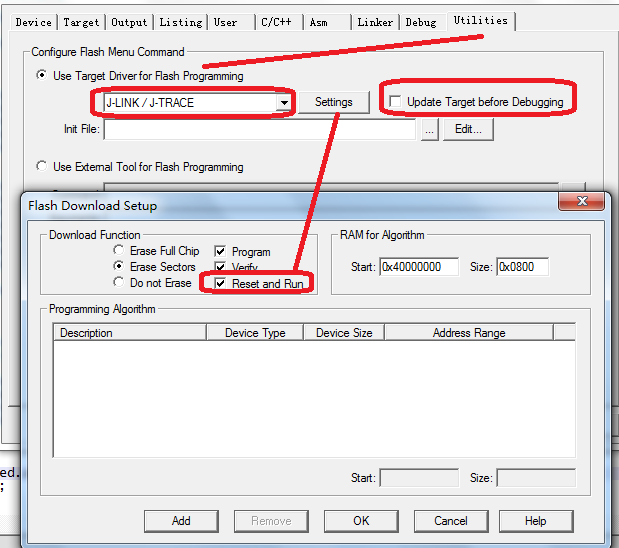 Device Target Output Listing User C/C++ Asm Linker Debug Utilities
Configure Flash Menu Command
Use Target Driver for Flash Programming
J-LINK / J-TRACE Settings Update Target before Debugging
Init File: ... Edit...
Use External Tool for Flash Programming
Flash Download Setup
Download Function RAM for Algorithm
Erase Full Chip Program
Erase Sectors Verify Start: 0x40000000 Size: 0x0800
Do not Erase Reset and Run
Programming Algorithm
Description Device Type Device Size Address Range
ed.
;
Start: Size:
Add Remove OK Cancel Help